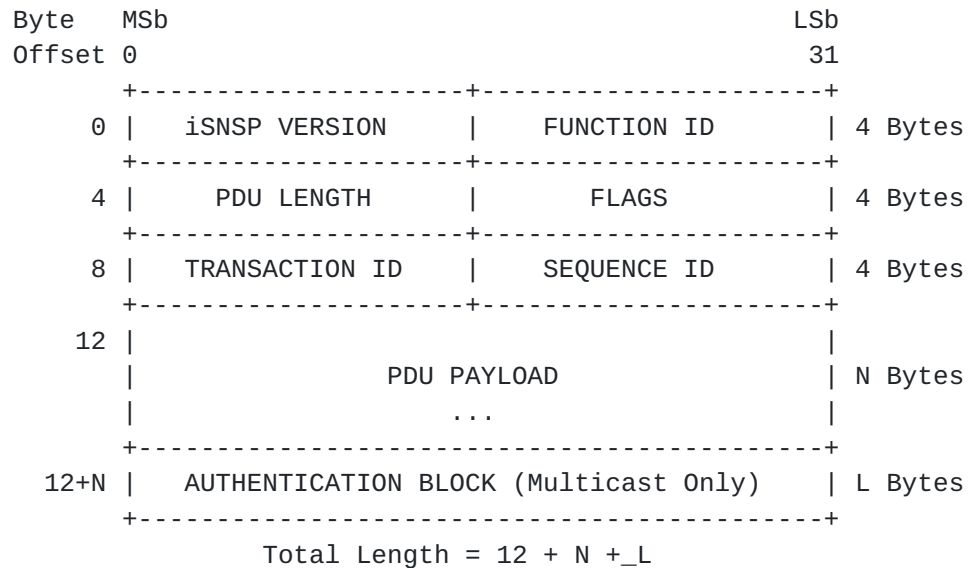 Byte   MSb                                        LSb
Offset 0                                           31
       +---------------------+----------------------+
     0 |   iSNSP VERSION     |    FUNCTION ID       | 4 Bytes
       +---------------------+----------------------+
     4 |     PDU LENGTH      |       FLAGS          | 4 Bytes
       +---------------------+----------------------+
     8 |   TRANSACTION ID    |    SEQUENCE ID       | 4 Bytes
       +---------------------+----------------------+
    12 |                                            |
       |                PDU PAYLOAD                 | N Bytes
       |                    ...                     |
       +--------------------------------------------+
  12+N |   AUTHENTICATION BLOCK (Multicast Only)    | L Bytes
       +--------------------------------------------+
                Total Length = 12 + N +_L